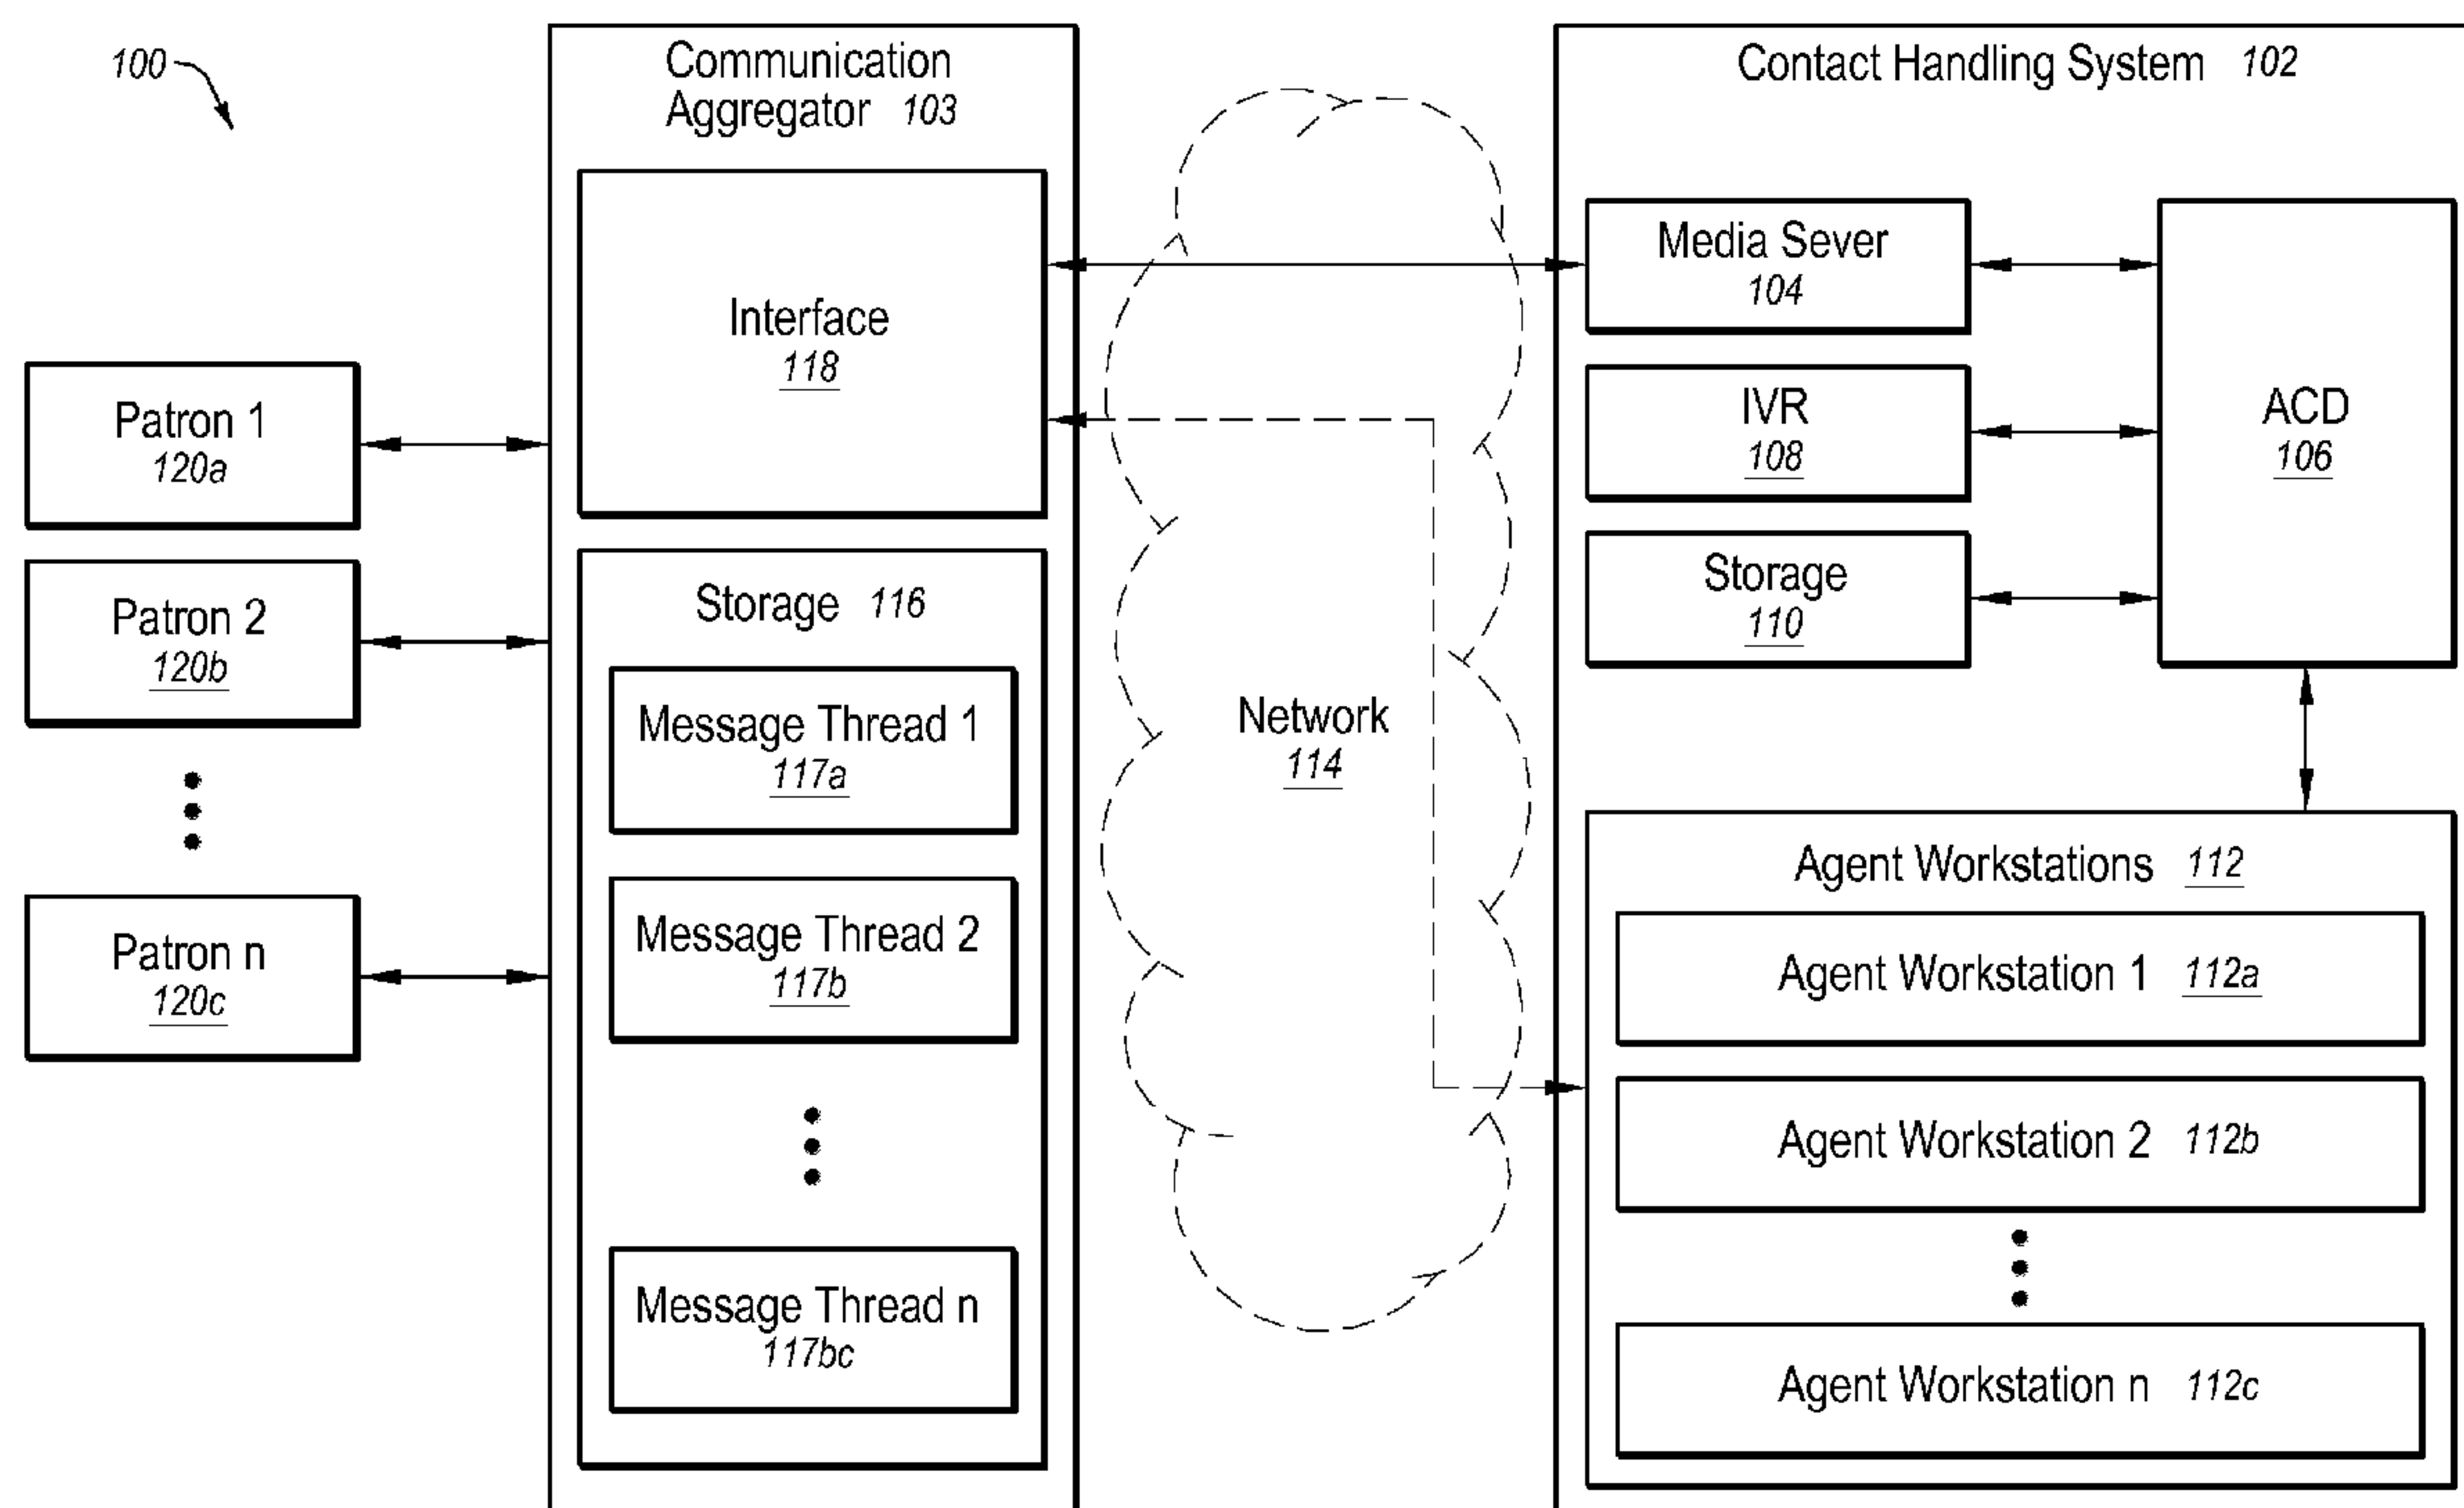 100
Communication
Aggregator 103
Interface
118
Patron 1
120a
Patron 2
120b
Patron n
120c
Storage 116
Message Thread 1
117a
Message Thread 2
117b
Message Thread n
117bc
Network
114
Contact Handling System 102
Media Sever
104
IVR
108
Storage
110
ACD
106
Agent Workstations 112
Agent Workstation 1 112a
Agent Workstation 2 112b
Agent Workstation n 112c